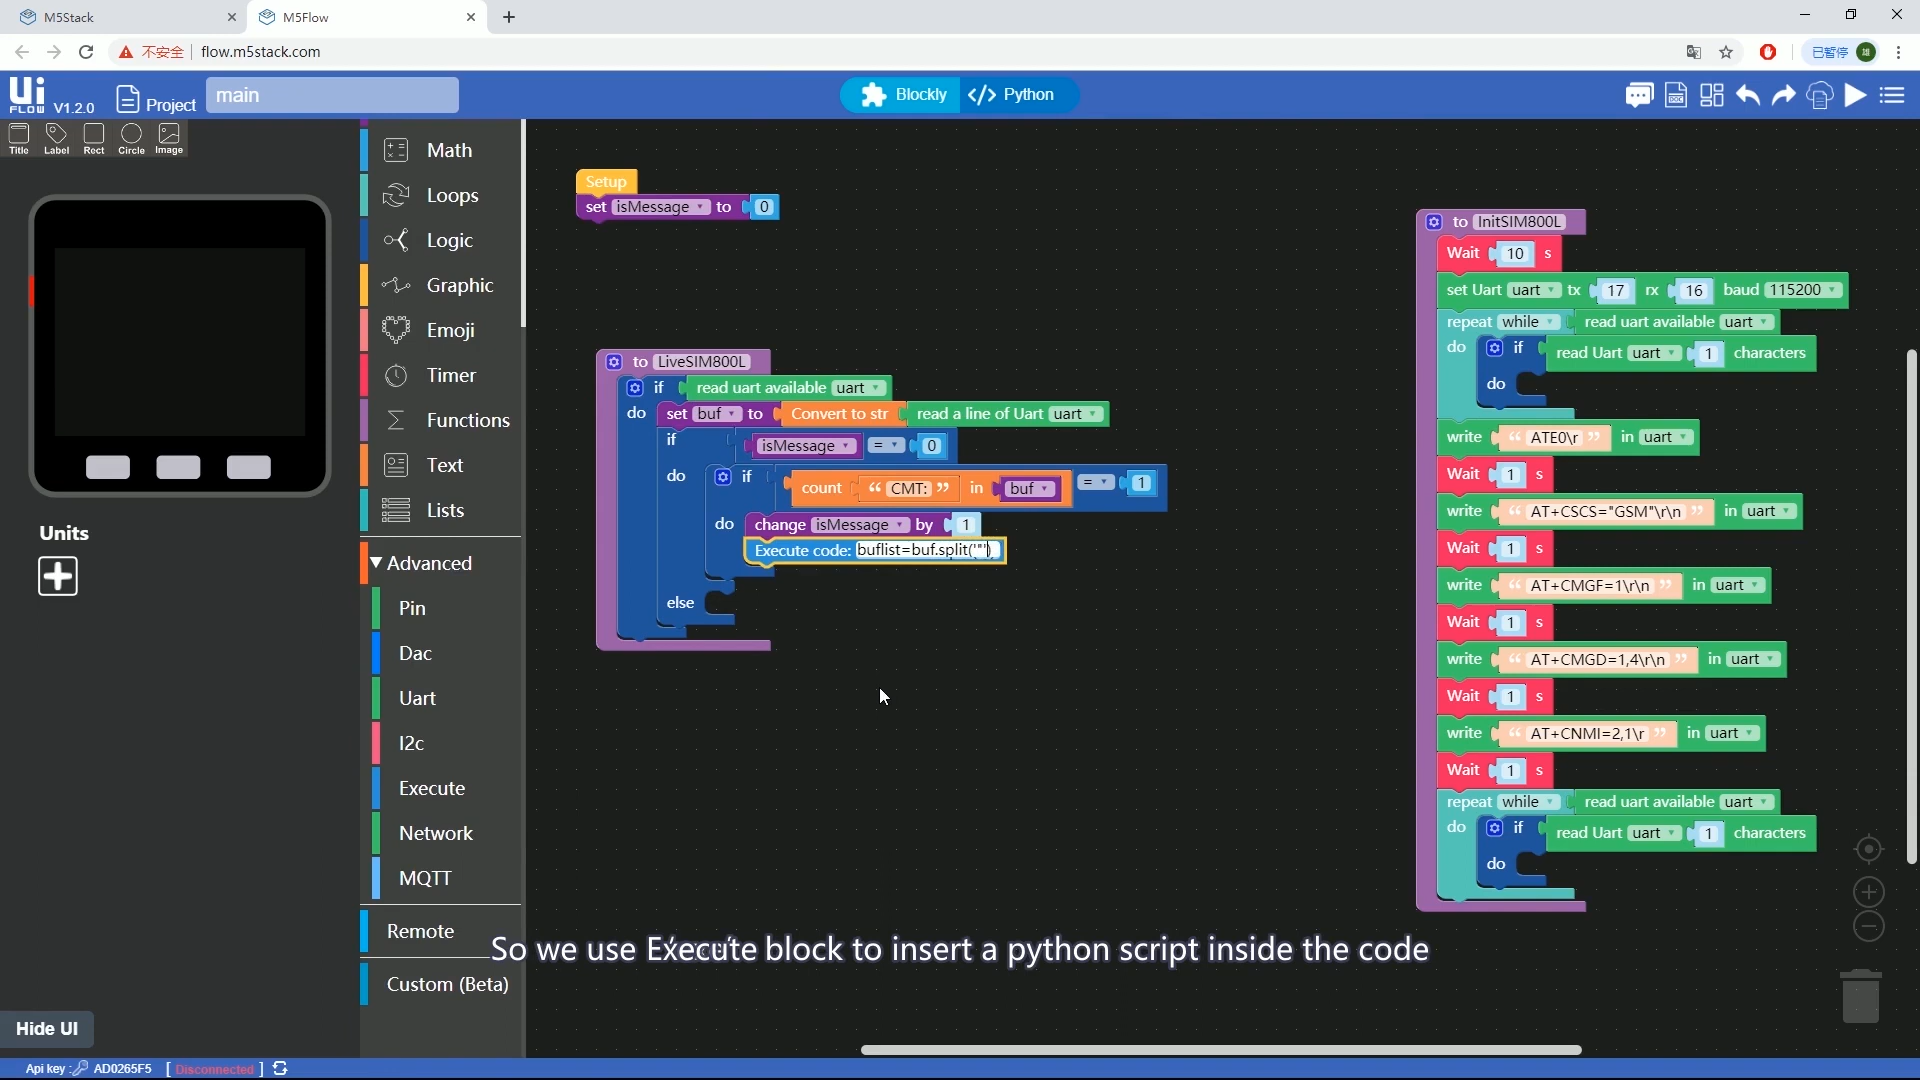 M5Stack
M5Flow
不安全 flow.m5stack.com
已暂停
Ui FLOW V1.2.0
Project
main
Blockly
</> Python
Title Label Rect Circle Image
Units
Hide UI
Math
Loops
Logic
Graphic
Emoji
Timer
Functions
Text
Lists
Advanced
Pin
Dac
Uart
I2c
Execute
Network
MQTT
Remote
Custom (Beta)
Setup
set isMessage to 0
to LiveSIM800L
if read uart available uart
do set buf to Convert to str read a line of Uart uart
if isMessage = 0
do if count “ CMT: ” in buf = 1
do change isMessage by 1
Execute code: buflist=buf.split('"')
else
to InitSIM800L
Wait 10 s
set Uart uart tx 17 rx 16 baud 115200
repeat while read uart available uart
do if read Uart uart 1 characters
do
write “ ATE0\r ” in uart
Wait 1 s
write “ AT+CSCS="GSM"\r\n ” in uart
Wait 1 s
write “ AT+CMGF=1\r\n ” in uart
Wait 1 s
write “ AT+CMGD=1,4\r\n ” in uart
Wait 1 s
write “ AT+CNMI=2,1\r ” in uart
Wait 1 s
repeat while read uart available uart
do if read Uart uart 1 characters
do
So we use Execute block to insert a python script inside the code
Api key : AD0265F5 [ Disconnected ]